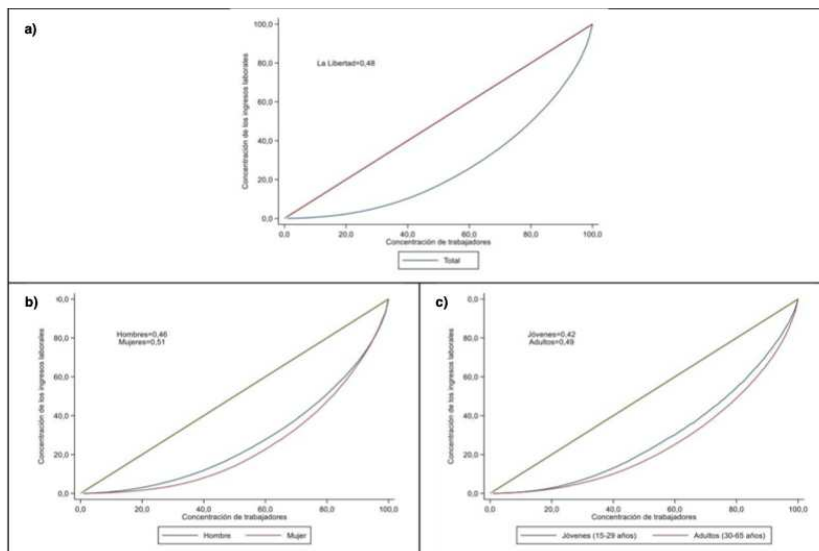 a)
Concentración de los ingresos laborales
100,0
80,0
60,0
40,0
20,0
0,0
La Libertad=0,48
0,0 20,0 40,0 60,0 80,0 100,0
Concentración de trabajadores
Total
b)
Concentración de los ingresos laborales
)0,0
80,0
60,0
40,0
20,0
0,0
Hombres=0,46
Mujeres=0,51
0,0 20,0 40,0 60,0 80,0 100,0
Concentración de trabajadores
Hombre Mujer
c)
Concentración de los ingresos laborales
)0,0
80,0
60,0
40,0
20,0
0,0
Jóvenes=0,42
Adultos=0,49
0,0 20,0 40,0 60,0 80,0 100,0
Concentración de trabajadores
Jóvenes (15-29 años) Adultos (30-65 años)